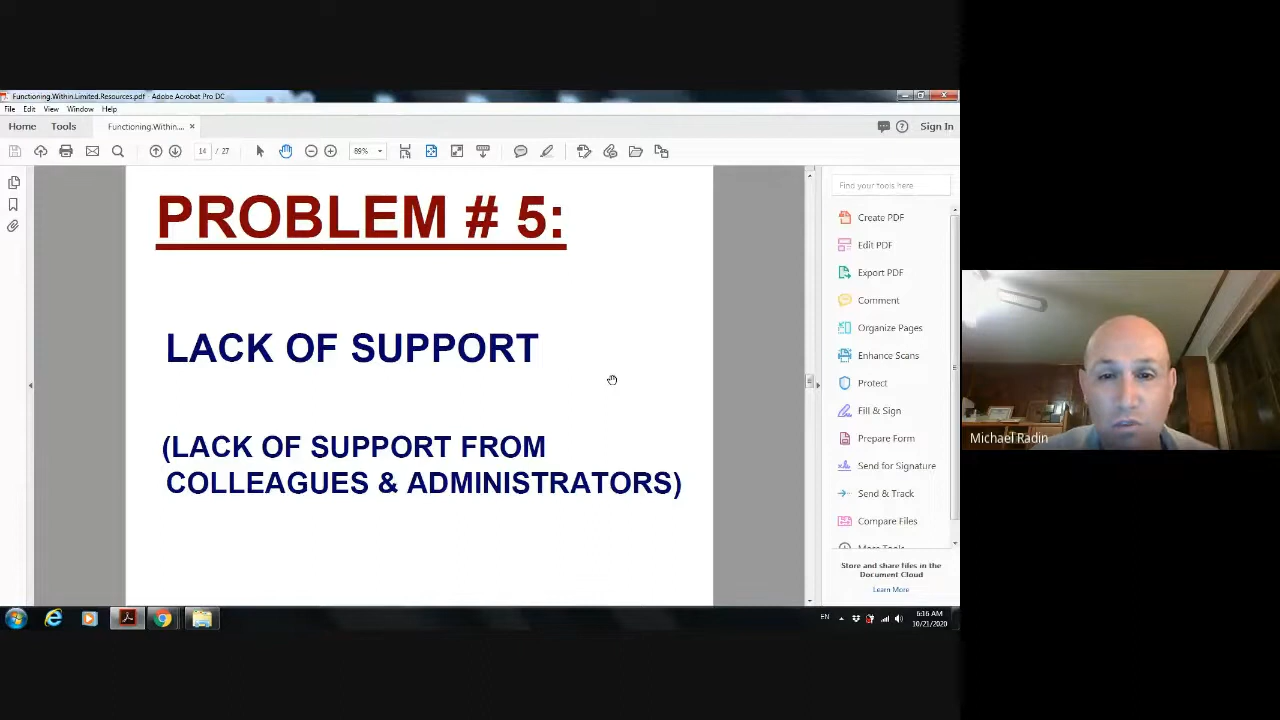 Functioning.Within.Limited.Resources.pdf - Adobe Acrobat Pro DC
File Edit View Window Help
Home Tools Functioning.Within.... × Sign In
14 / 27 89%
PROBLEM # 5:
LACK OF SUPPORT
(LACK OF SUPPORT FROM
COLLEAGUES & ADMINISTRATORS)
Find your tools here
Create PDF
Edit PDF
Export PDF
Comment
Organize Pages
Enhance Scans
Protect
Fill & Sign
Prepare Form
Send for Signature
Send & Track
Compare Files
More Tools
Store and share files in the
Document Cloud
Learn More
Michael Radin
EN
6:16 AM
10/21/2020